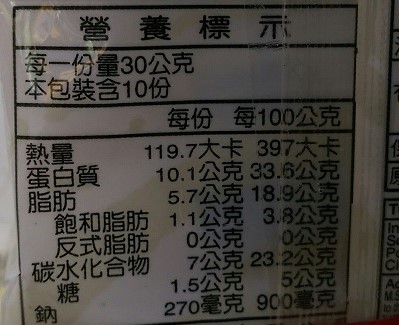 營養標示
每一份量30公克
本包裝含10份
每份 每100公克
熱量 119.7大卡 397大卡
蛋白質 10.1公克 33.6公克
脂肪 5.7公克 18.9公克
飽和脂肪 1.1公克 3.8公克
反式脂肪 0公克 0公克
碳水化合物 7公克 23.2公克
糖 1.5公克 5公克
鈉 270毫克 900毫克